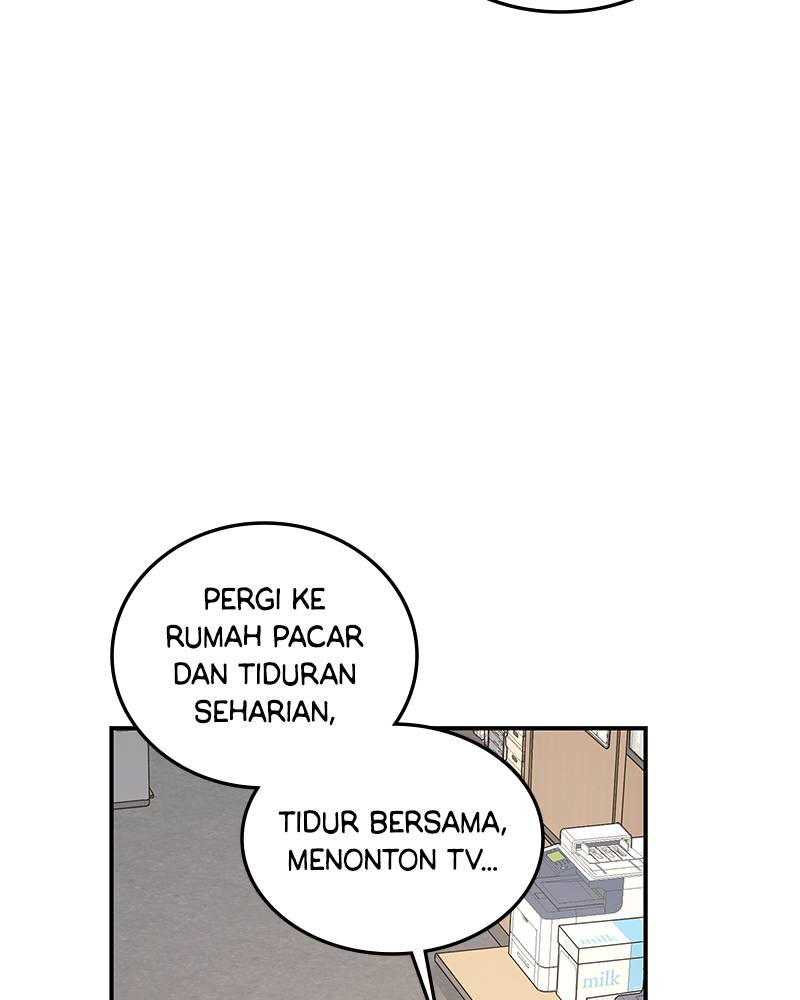 PERGI KE
RUMAH PACAR
DAN TIDURAN
SEHARIAN,
TIDUR BERSAMA,
MENONTON TV...
milk
milk